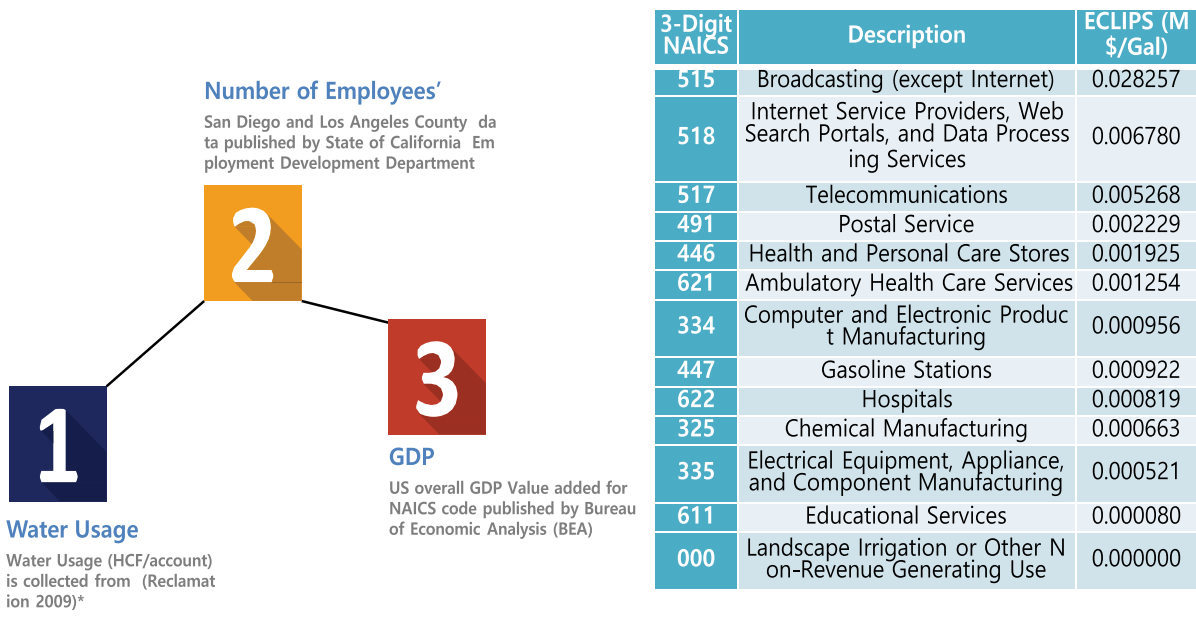 Number of Employees’
San Diego and Los Angeles County da
ta published by State of California Em
ployment Development Department
2
3
1
GDP
US overall GDP Value added for
NAICS code published by Bureau
of Economic Analysis (BEA)
Water Usage
Water Usage (HCF/account)
is collected from (Reclamat
ion 2009)*
3-Digit
NAICS
Description
ECLIPS (M
$/Gal)
515 Broadcasting (except Internet) 0.028257
518
Internet Service Providers, Web
Search Portals, and Data Process
ing Services
0.006780
517 Telecommunications 0.005268
491 Postal Service 0.002229
446 Health and Personal Care Stores 0.001925
621 Ambulatory Health Care Services 0.001254
334
Computer and Electronic Produc
t Manufacturing
0.000956
447 Gasoline Stations 0.000922
622 Hospitals 0.000819
325 Chemical Manufacturing 0.000663
335
Electrical Equipment, Appliance,
and Component Manufacturing
0.000521
611 Educational Services 0.000080
000
Landscape Irrigation or Other N
on-Revenue Generating Use
0.000000